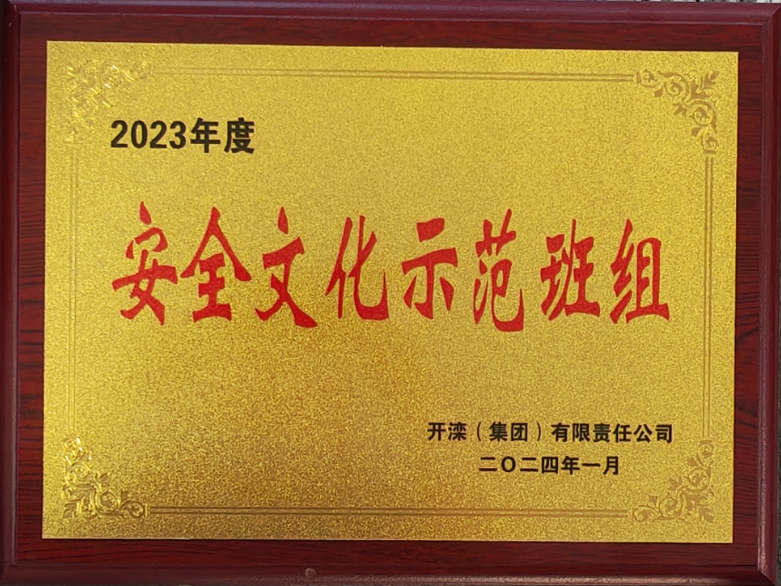 2023年度
安全文化示范班组
开滦（集团）有限责任公司
二〇二四年一月